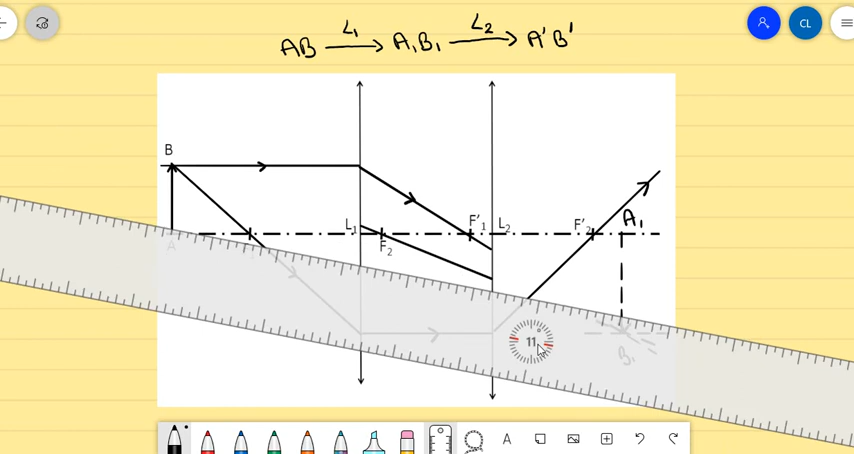 CL
AB L₁ → A₁B₁ L₂ → A'B'
B
L₁ F'₁ L₂ F'₂ A₁
A F₂
11°
B₁
A